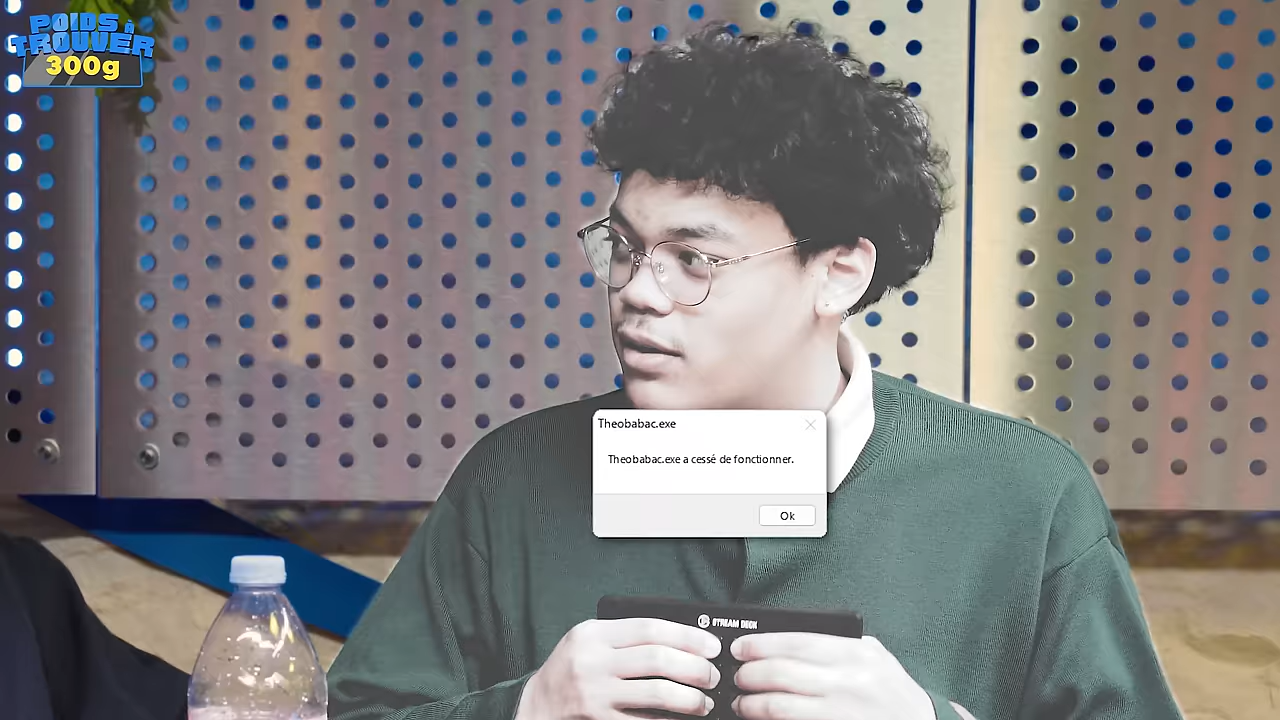 POIDS À
TROUVER
300g
Theobabac.exe
Theobabac.exe a cessé de fonctionner.
Ok
STREAM DECK